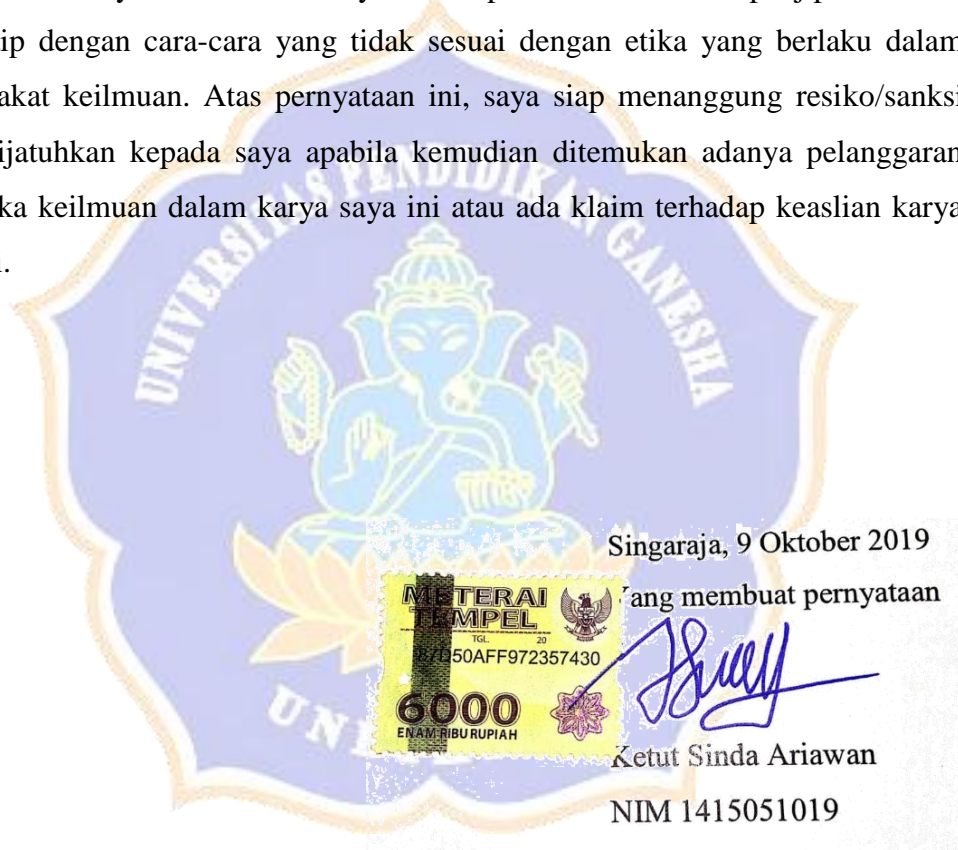 ip dengan cara-cara yang tidak sesuai dengan etika yang berlaku dalam
akat keilmuan. Atas pernyataan ini, saya siap menanggung resiko/sanksi
ijatuhkan kepada saya apabila kemudian ditemukan adanya pelanggaran
ka keilmuan dalam karya saya ini atau ada klaim terhadap keaslian karya
UNIVERSITAS PENDIDIKAN GANESHA
Singaraja, 9 Oktober 2019
ang membuat pernyataan
METERAI
TEMPEL
TGL. 20
50AFF972357430
6000
ENAM RIBU RUPIAH
Ketut Sinda Ariawan
NIM 1415051019